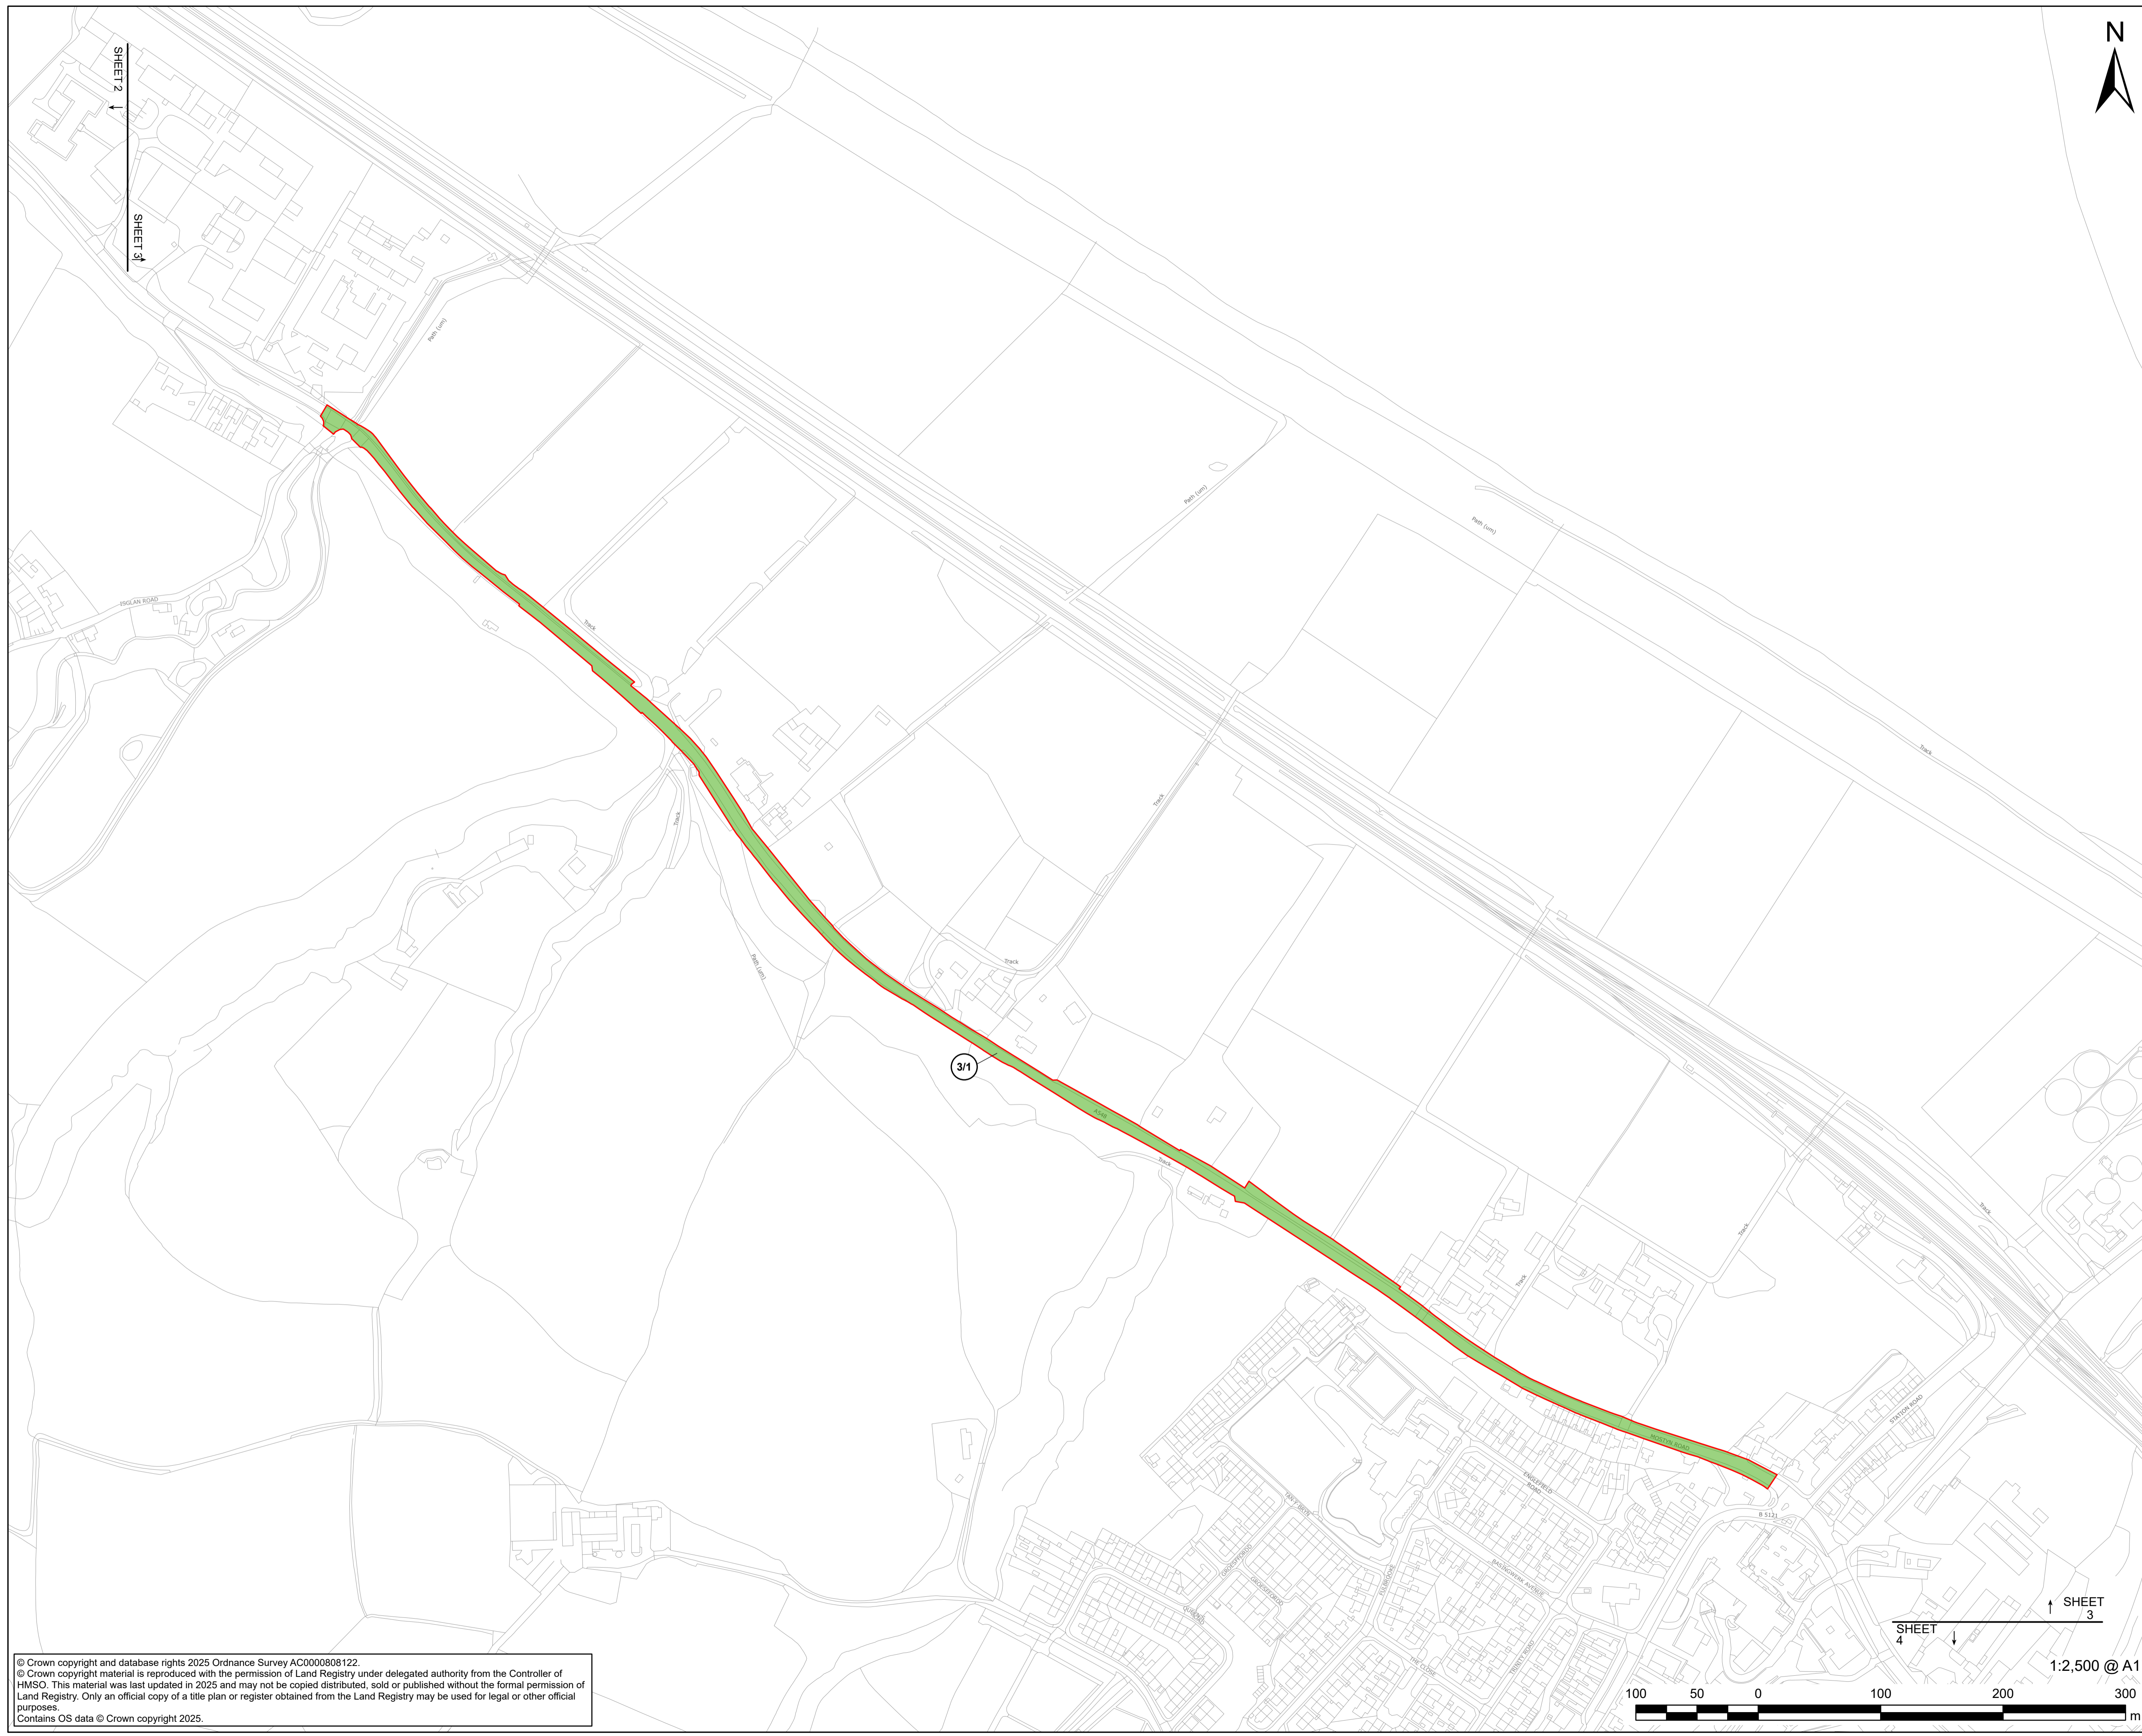 N
SHEET 2
SHEET 3
Path (um)
Path (um)
Path (um)
ISGLAN ROAD
Track
Track
Track
Track
Path (um)
Track
3/1
A548
Track
Track
Track
Track
MOSTYN ROAD
STATION ROAD
ENGLEFIELD
ROAD
B 5121
BASINGWERK AVENUE
GROESFFORDD
FULBROOKE
THE CLOSE
TRINITY ROAD
SHEET
3
SHEET
4
1:2,500 @ A1
100 50 0 100 200 300
m
© Crown copyright and database rights 2025 Ordnance Survey AC0000808122.
© Crown copyright material is reproduced with the permission of Land Registry under delegated authority from the Controller of
HMSO. This material was last updated in 2025 and may not be copied distributed, sold or published without the formal permission of
Land Registry. Only an official copy of a title plan or register obtained from the Land Registry may be used for legal or other official
purposes.
Contains OS data © Crown copyright 2025.